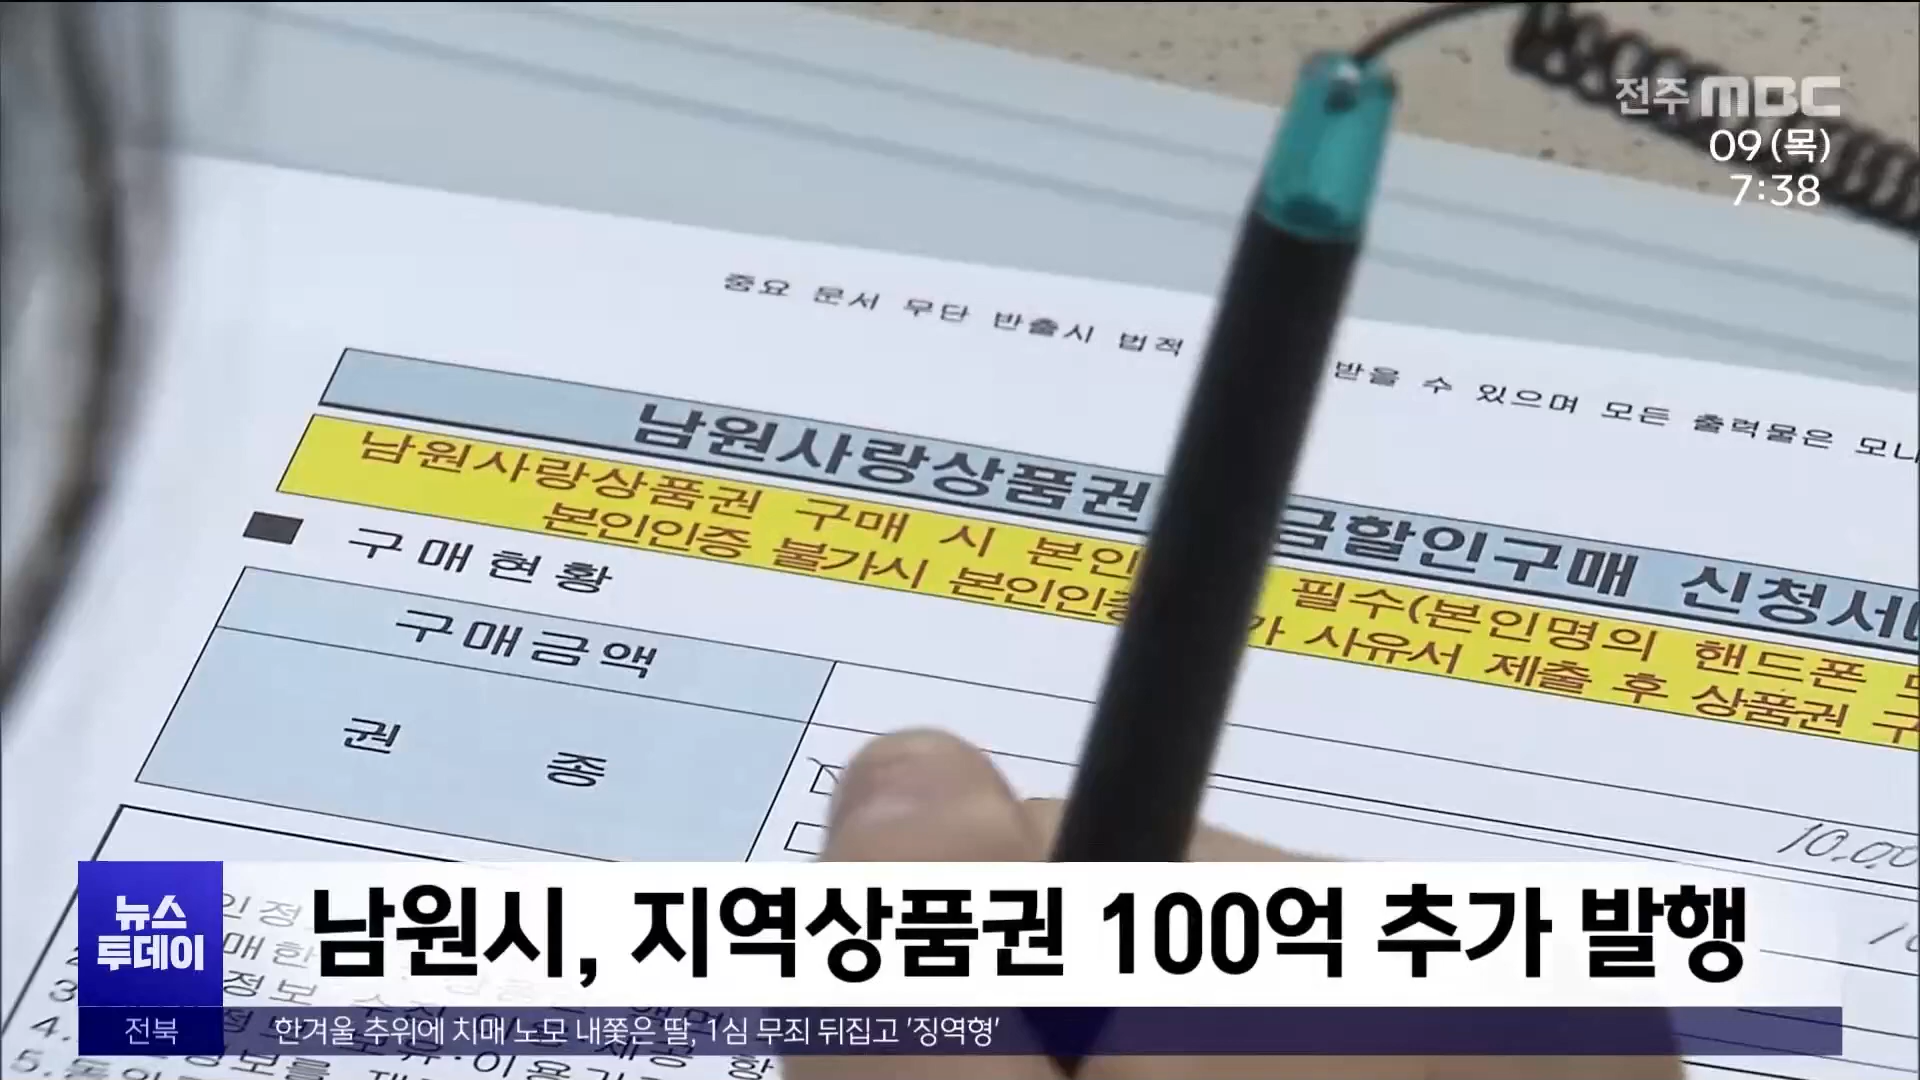 전주 MBC
09(목)
7:38
중요 문서 무단 반출시 법적 받을 수 있으며 모든 출력물은
남원사랑상품권 금할인구매 신청서
남원사랑상품권 구매 시 본인 필수(본인명의 핸드폰
본인인증 불가시 본인인증 가 사유서 제출 후 상품권
■ 구매현황
구매금액
권 종
뉴스
투데이
남원시, 지역상품권 100억 추가 발행
전북
한겨울 추위에 치매 노모 내쫓은 딸, 1심 무죄 뒤집고 '징역형'